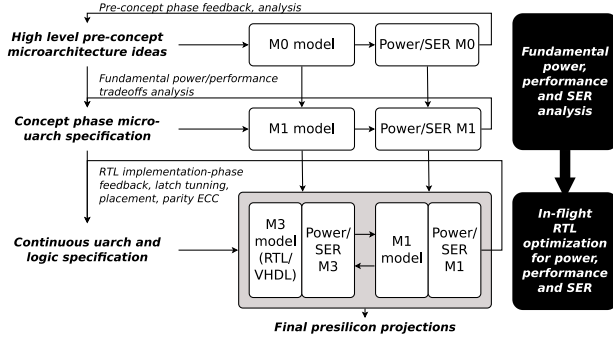 Pre-concept phase feedback, analysis
High level pre-concept
microarchitecture ideas
M0 model
Power/SER M0
Fundamental
power,
performance
and SER
analysis
Fundamental power/performance
tradeoffs analysis
Concept phase micro-
uarch specification
M1 model
Power/SER M1
RTL implementation-phase
feedback, latch tunning,
placement, parity ECC
Continuous uarch and
logic specification
M3
model
(RTL/
VHDL)
Power/
SER
M3
M1
model
Power/
SER
M1
In-flight
RTL
optimization
for power,
performance
and SER
Final presilicon projections